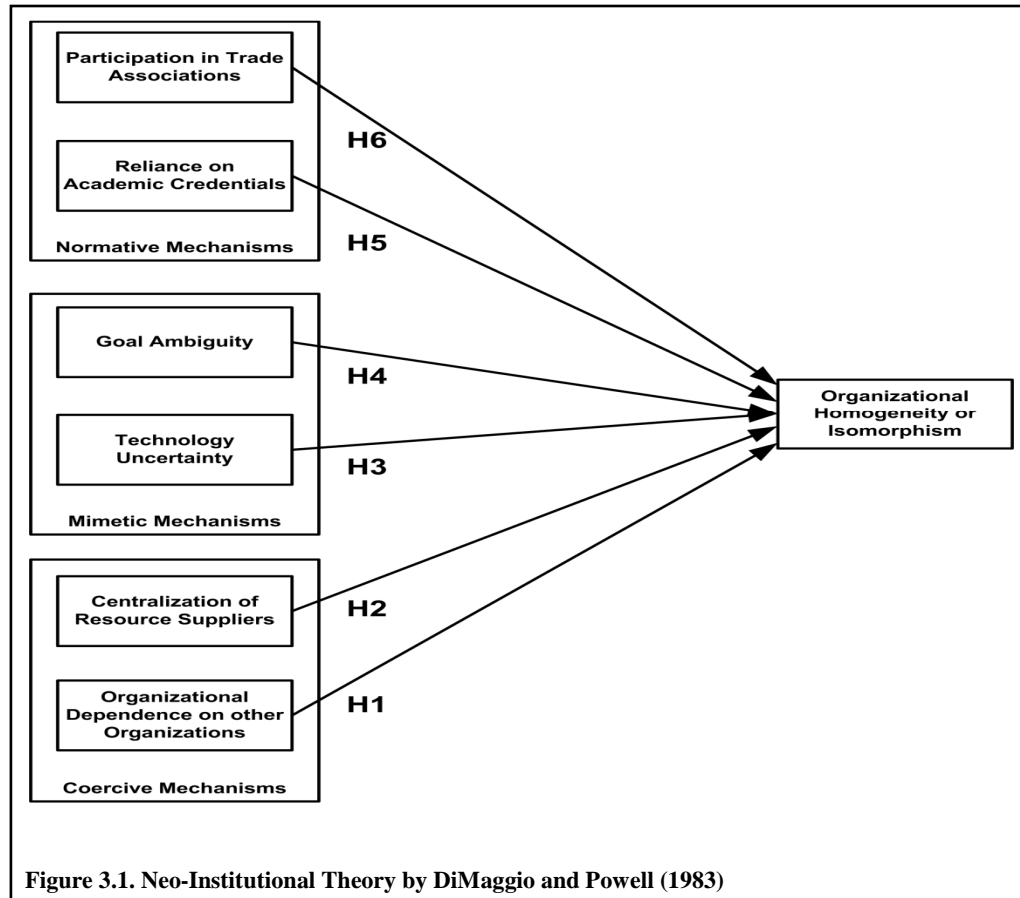 Participation in Trade
Associations
H6
Reliance on
Academic Credentials
Normative Mechanisms
H5
Goal Ambiguity
H4
Technology
Uncertainty
H3
Mimetic Mechanisms
Centralization of
Resource Suppliers
H2
Organizational
Dependence on other
Organizations
H1
Coercive Mechanisms
Organizational
Homogeneity or
Isomorphism
Figure 3.1. Neo-Institutional Theory by DiMaggio and Powell (1983)